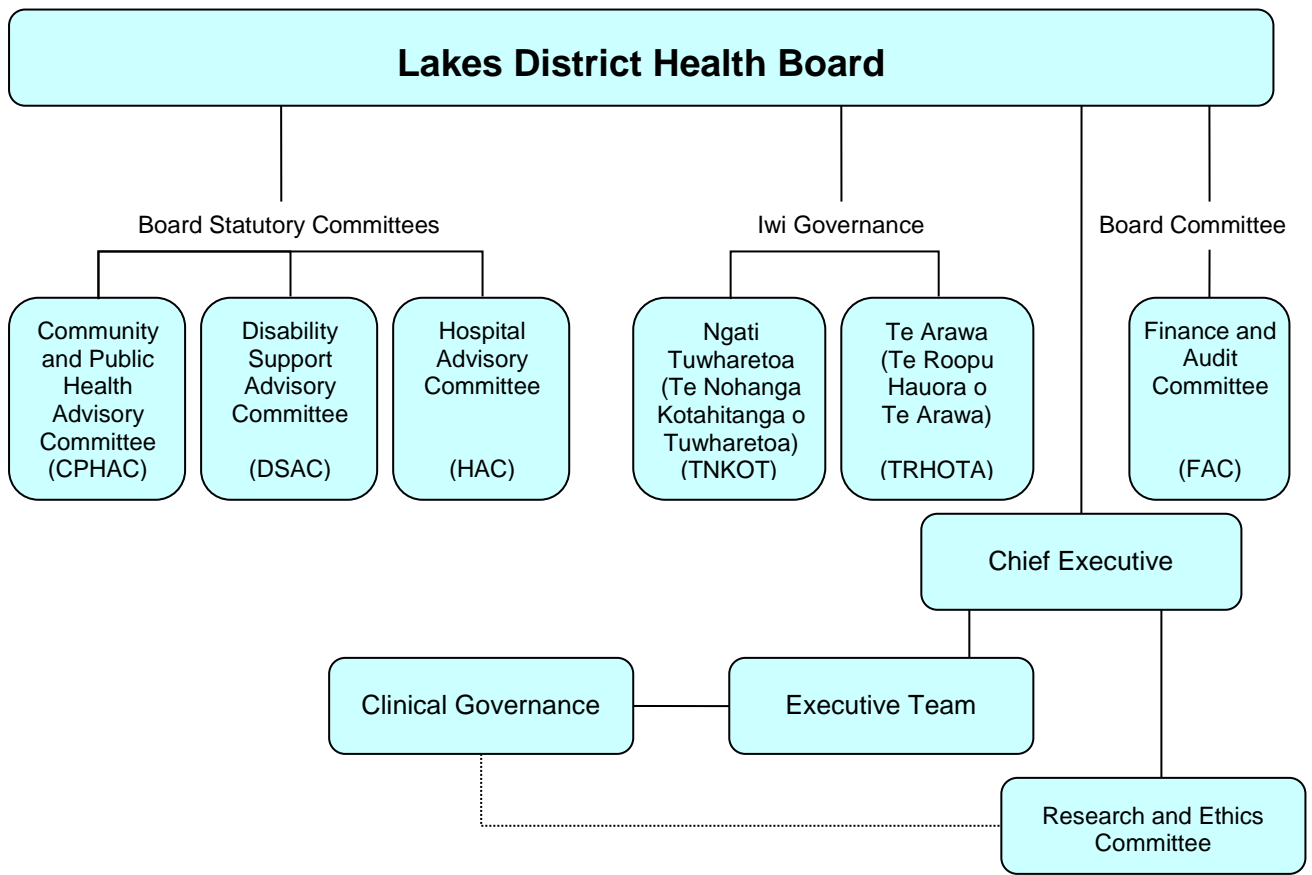 Lakes District Health Board
Board Statutory Committees
Iwi Governance
Board Committee
Community
and Public
Health
Advisory
Committee
(CPHAC)
Disability
Support
Advisory
Committee
(DSAC)
Hospital
Advisory
Committee
(HAC)
Ngati
Tuwharetoa
(Te Nohanga
Kotahitanga o
Tuwharetoa)
(TNKOT)
Te Arawa
(Te Roopu
Hauora o
Te Arawa)
(TRHOTA)
Finance and
Audit
Committee
(FAC)
Chief Executive
Clinical Governance
Executive Team
Research and Ethics
Committee